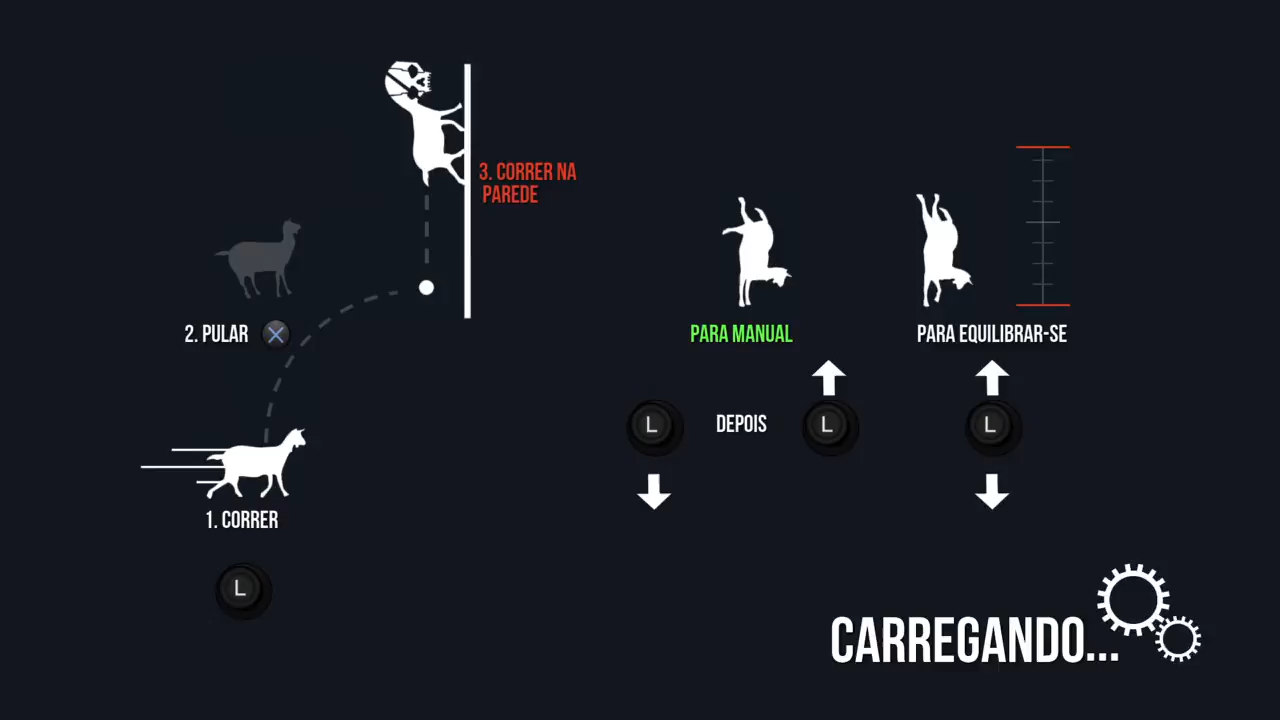 3. CORRER NA
PAREDE
2. PULAR
1. CORRER
L
PARA MANUAL
L DEPOIS L
PARA EQUILIBRAR-SE
L
CARREGANDO...